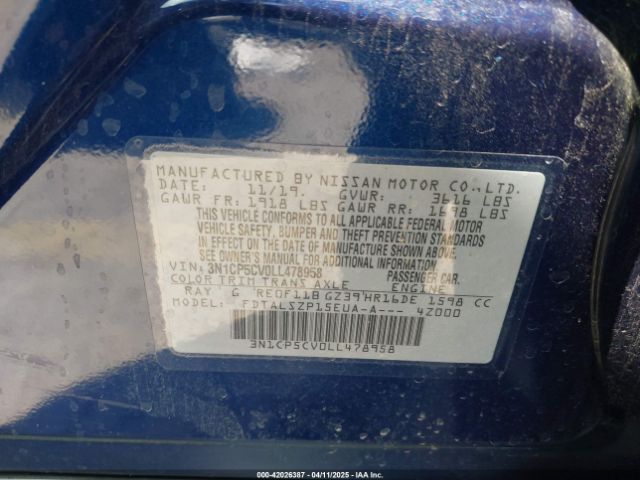 MANUFACTURED BY NISSAN MOTOR CO., LTD.
DATE: 11/19. GVWR: 3616 LBS
GAWR FR: 1918 LBS GAWR RR: 1698 LBS
THIS VEHICLE CONFORMS TO ALL APPLICABLE FEDERAL MOTOR
VEHICLE SAFETY, BUMPER AND THEFT PREVENTION STANDARDS
IN EFFECT ON THE DATE OF MANUFACTURE SHOWN ABOVE.
SEE OWNER'S MANUAL FOR ADDITIONAL INFORMATION
VIN: 3N1CP5CV0LL478958 PASSENGER CAR.
COLOR TRIM TRANS AXLE ENGINE
RAY G RE0F11B GZ39 HR16DE 1598 CC
MODEL: FDTALSZP15EUA-A--- 4Z000
3N1CP5CV0LL478958
000-42026387 - 04/11/2025 - IAA Inc.